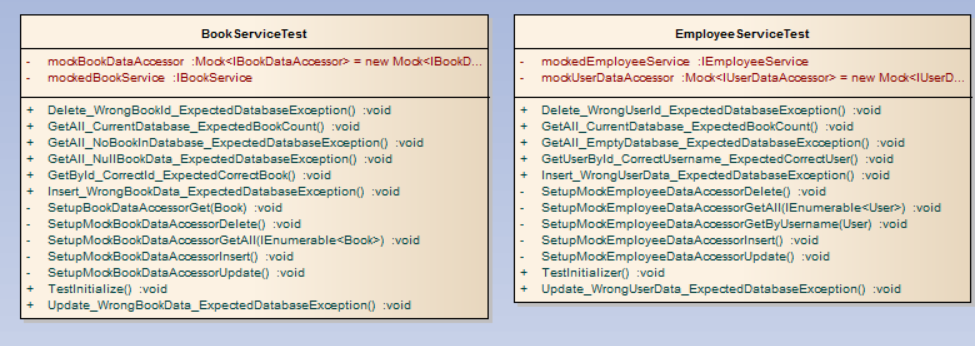 BookServiceTest
- mockBookDataAccessor :Mock<IBookDataAccessor> = new Mock<IBookD...
- mockedBookService :IBookService
+ Delete_WrongBookId_ExpectedDatabaseException() :void
+ GetAll_CurrentDatabase_ExpectedBookCount() :void
+ GetAll_NoBookInDatabase_ExpectedDatabaseException() :void
+ GetAll_NullBookData_ExpectedDatabaseException() :void
+ GetById_CorrectId_ExpectedCorrectBook() :void
+ Insert_WrongBookData_ExpectedDatabaseException() :void
- SetupBookDataAccessorGet(Book) :void
- SetupMockBookDataAccessorDelete() :void
- SetupMockBookDataAccessorGetAll(IEnumerable<Book>) :void
- SetupMockBookDataAccessorInsert() :void
- SetupMockBookDataAccessorUpdate() :void
+ TestInitialize() :void
+ Update_WrongBookData_ExpectedDatabaseException() :void
EmployeeServiceTest
- mockedEmployeeService :IEmployeeService
- mockUserDataAccessor :Mock<IUserDataAccessor> = new Mock<IUserD...
+ Delete_WrongUserId_ExpectedDatabaseException() :void
+ GetAll_CurrentDatabase_ExpectedBookCount() :void
+ GetAll_EmptyDatabase_ExpectedDatabaseException() :void
+ GetUserById_CorrectUsername_ExpectedCorrectUser() :void
+ Insert_WrongUserData_ExpectedDatabaseException() :void
- SetupMockEmployeeDataAccessorDelete() :void
- SetupMockEmployeeDataAccessorGetAll(IEnumerable<User>) :void
- SetupMockEmployeeDataAccessorGetByUsername(User) :void
- SetupMockEmployeeDataAccessorInsert() :void
- SetupMockEmployeeDataAccessorUpdate() :void
+ TestInitializer() :void
+ Update_WrongUserData_ExpectedDatabaseException() :void